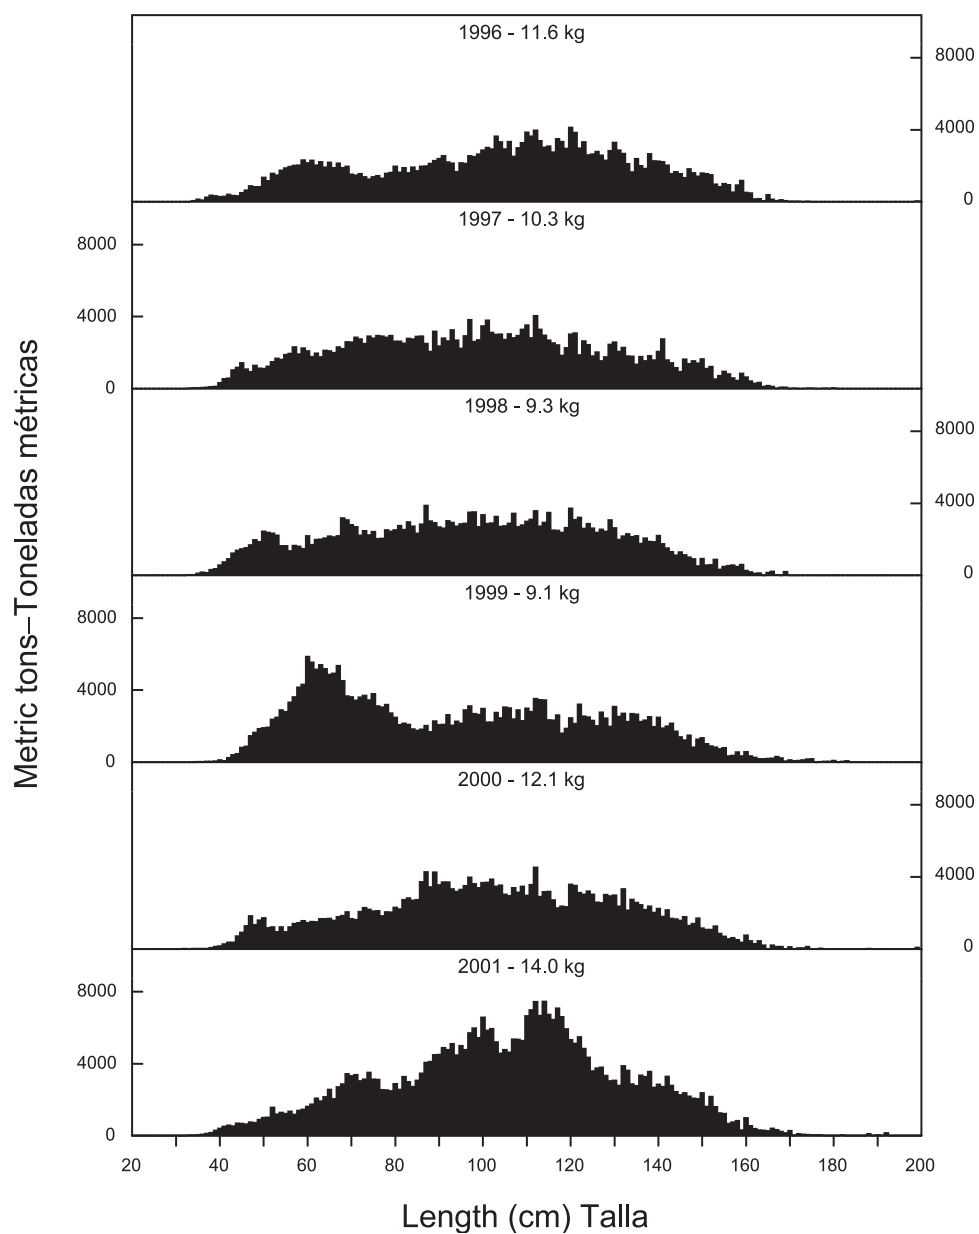 Metric tons–Toneladas métricas
1996 - 11.6 kg
8000
4000
0
1997 - 10.3 kg
8000
4000
0
1998 - 9.3 kg
8000
4000
0
1999 - 9.1 kg
8000
4000
0
2000 - 12.1 kg
8000
4000
0
2001 - 14.0 kg
8000
4000
0
20 40 60 80 100 120 140 160 180 200
Length (cm) Talla